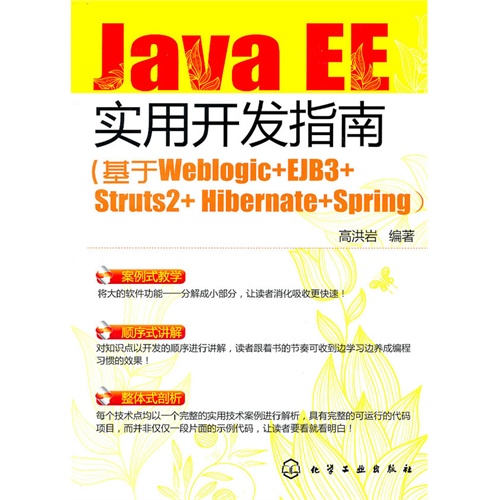 Java EE
实用开发指南
(基于Weblogic+EJB3+
Struts2+ Hibernate+Spring)
高洪岩 编著
案例式教学
将大的软件功能一一分解成小部分，让读者消化吸收更快速！
顺序式讲解
对知识点以开发的顺序进行讲解，读者跟着书的节奏可收到边学习边养成编程
习惯的效果！
整体式剖析
每个技术点均以一个完整的实用技术案例进行解析，具有完整的可运行的代码
项目，而并非仅仅一段片面的示例代码，让读者要看就看明白！
化学工业出版社